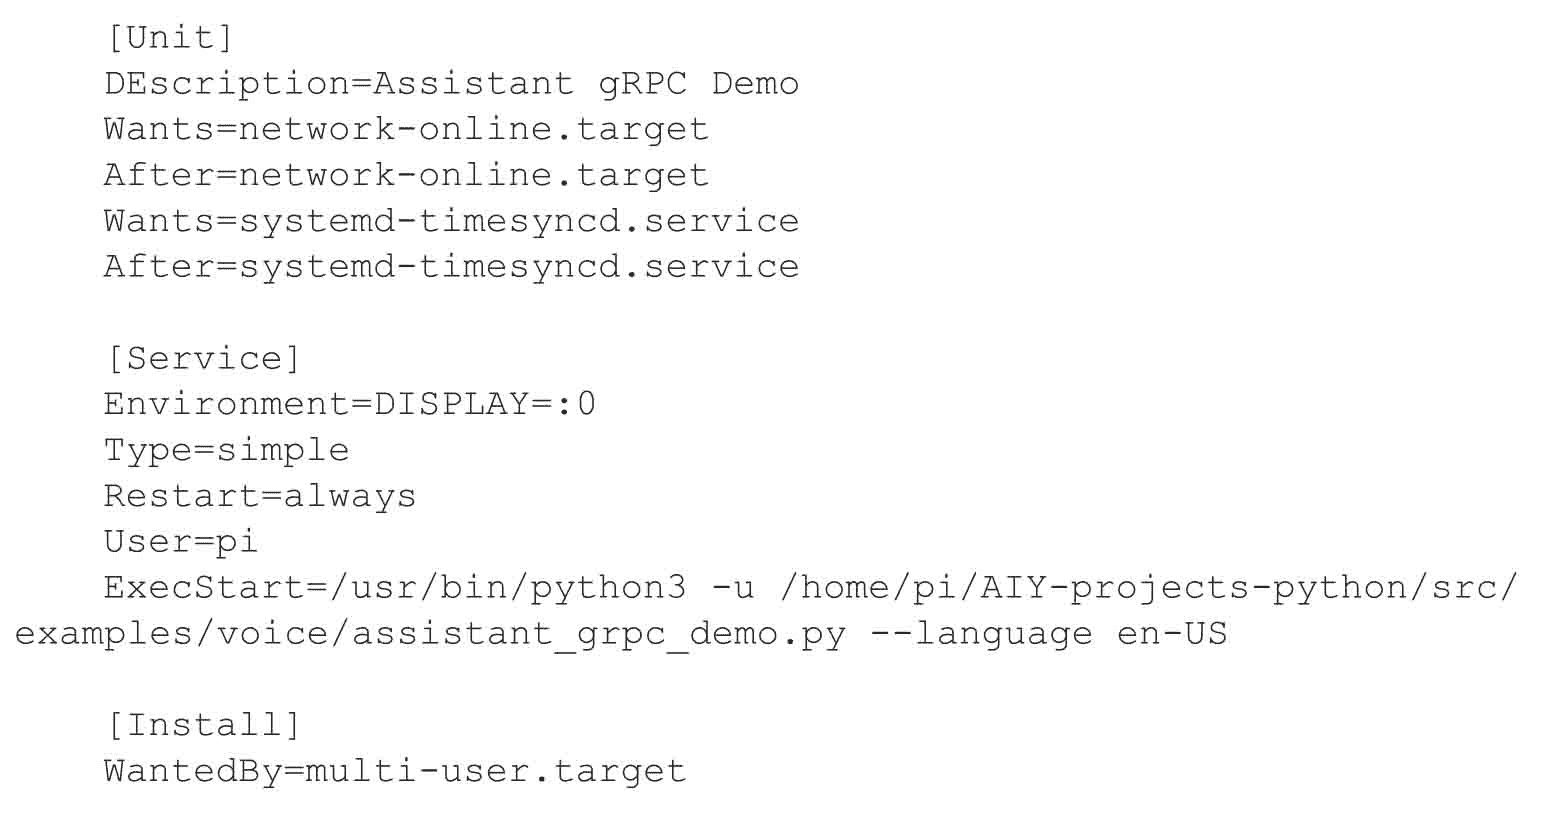 [Unit]
DEscription=Assistant gRPC Demo
Wants=network-online.target
After=network-online.target
Wants=systemd-timesyncd.service
After=systemd-timesyncd.service
[Service]
Environment=DISPLAY=:0
Type=simple
Restart=always
User=pi
ExecStart=/usr/bin/python3 -u /home/pi/AIY-projects-python/src/
examples/voice/assistant_grpc_demo.py --language en-US
[Install]
WantedBy=multi-user.target